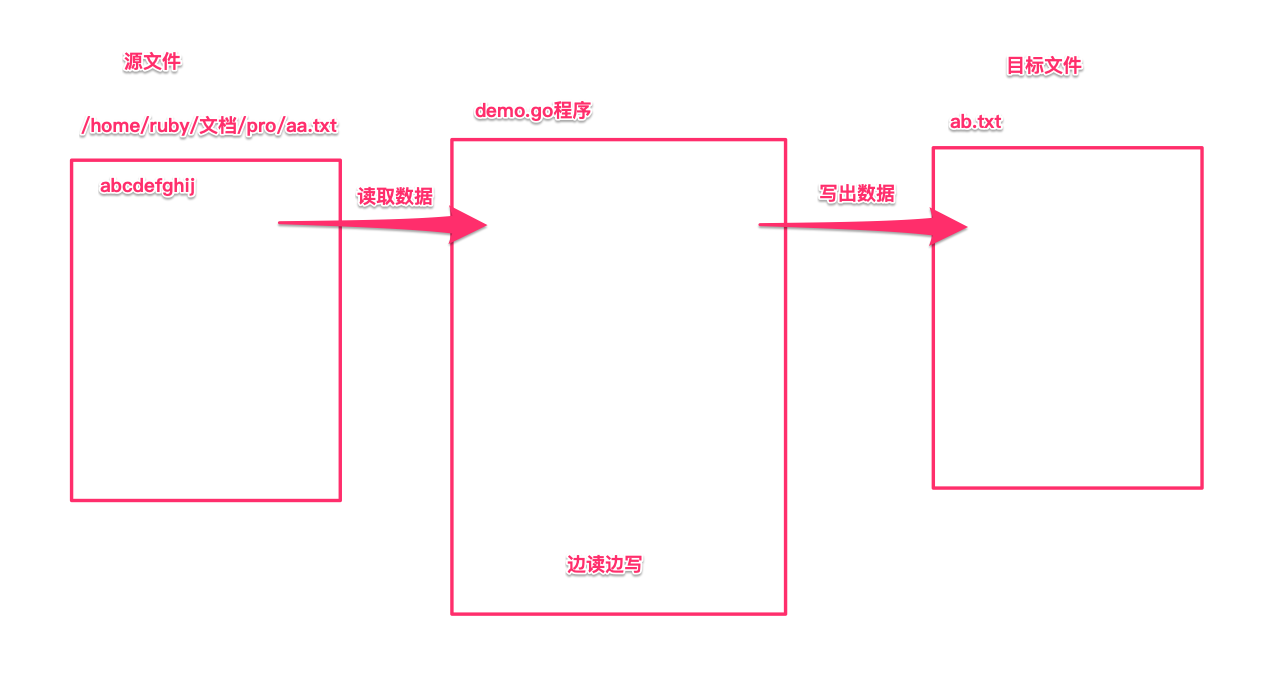 源文件
/home/ruby/文档/pro/aa.txt
abcdefghij
读取数据
demo.go程序
边读边写
写出数据
目标文件
ab.txt